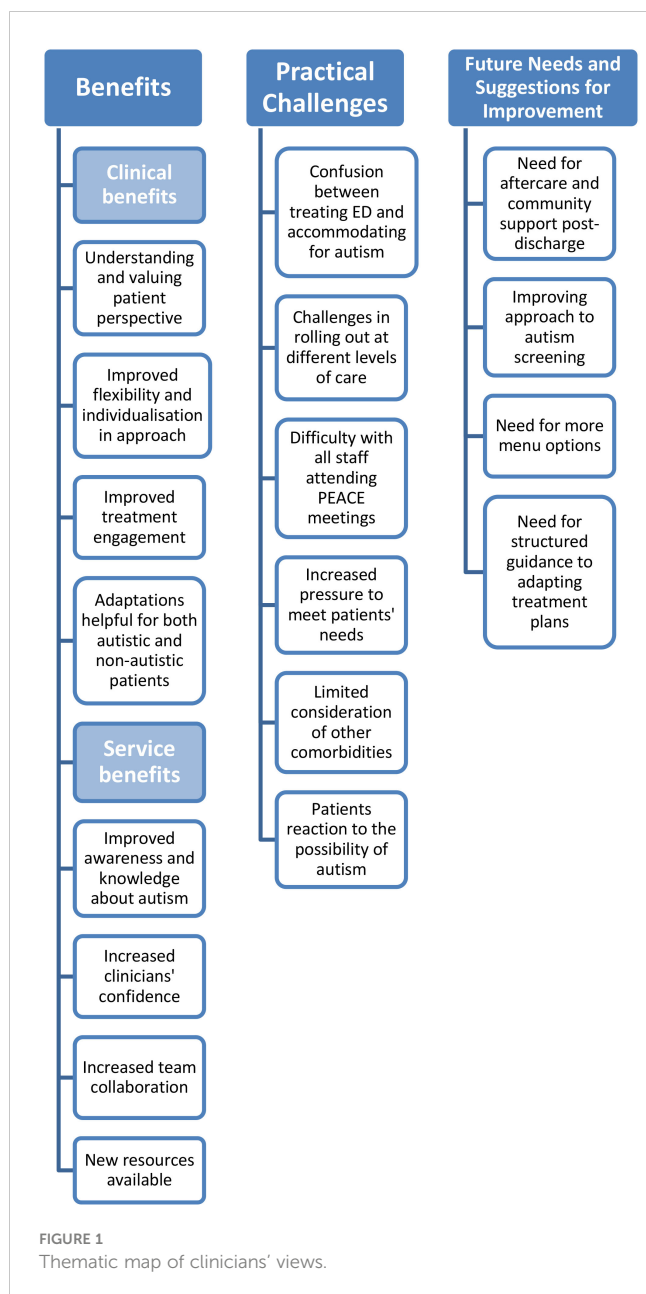 Benefits
Clinical
benefits
Understanding
and valuing
patient
perspective
Improved
flexibility and
individualisation
in approach
Improved
treatment
engagement
Adaptations
helpful for both
autistic and
non-autistic
patients
Service
benefits
Improved
awareness and
knowledge
about autism
Increased
clinicians'
confidence
Increased team
collaboration
New resources
available
Practical
Challenges
Confusion
between
treating ED and
accommodating
for autism
Challenges in
rolling out at
different levels
of care
Difficulty with
all staff
attending
PEACE
meetings
Increased
pressure to
meet patients'
needs
Limited
consideration
of other
comorbidities
Patients
reaction to the
possibility of
autism
Future Needs and
Suggestions for
Improvement
Need for
aftercare and
community
support post-
discharge
Improving
approach to
autism
screening
Need for more
menu options
Need for
structured
guidance to
adapting
treatment
plans
FIGURE 1
Thematic map of clinicians’ views.